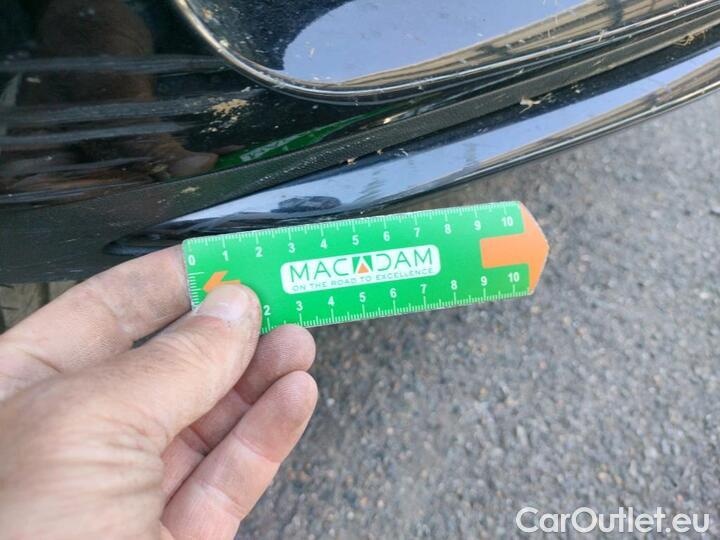 0 1 2 3 4 5 6 7 8 9 10
MACADAM
ON THE ROAD TO EXCELLENCE
2 3 4 5 6 7 8 9 10
CarOutlet.eu